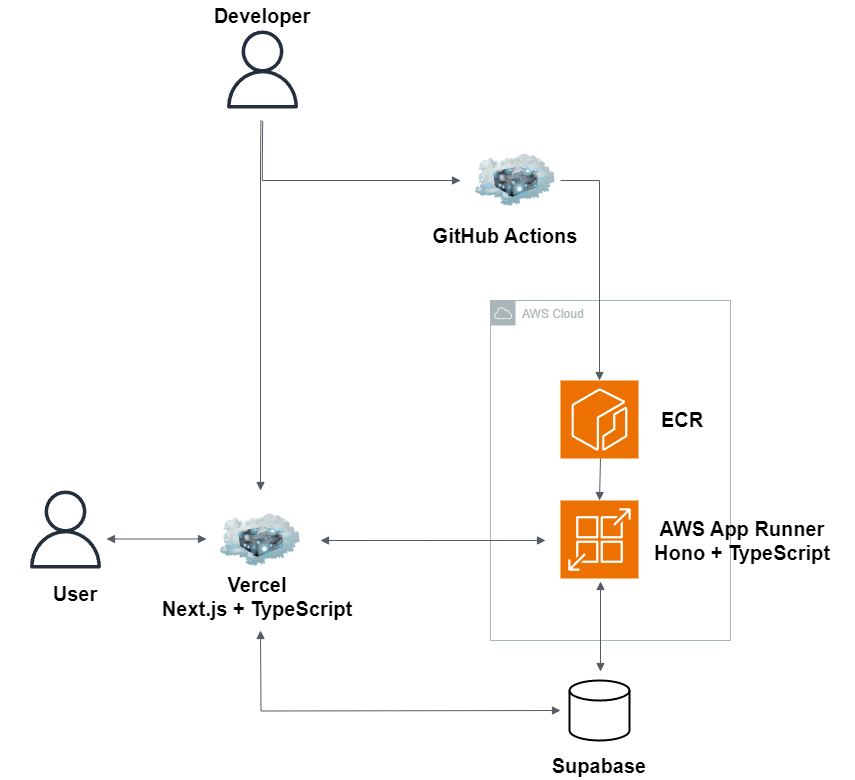 Developer
GitHub Actions
AWS Cloud
ECR
AWS App Runner
Hono + TypeScript
User
Vercel
Next.js + TypeScript
Supabase